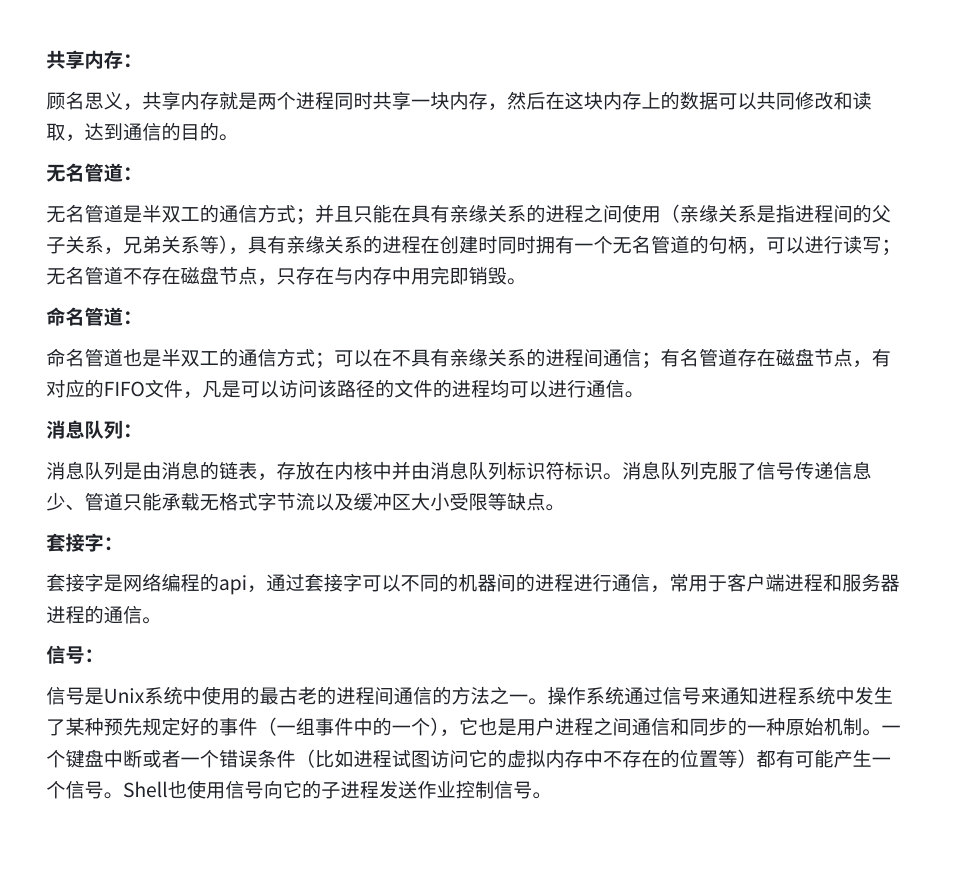 共享内存：
顾名思义，共享内存就是两个进程同时共享一块内存，然后在这块内存上的数据可以共同修改和读
取，达到通信的目的。
无名管道：
无名管道是半双工的通信方式；并且只能在具有亲缘关系的进程之间使用（亲缘关系是指进程间的父
子关系，兄弟关系等），具有亲缘关系的进程在创建时同时拥有一个无名管道的句柄，可以进行读写；
无名管道不存在磁盘节点，只存在与内存中用完即销毁。
命名管道：
命名管道也是半双工的通信方式；可以在不具有亲缘关系的进程间通信；有名管道存在磁盘节点，有
对应的FIFO文件，凡是可以访问该路径的文件的进程均可以进行通信。
消息队列：
消息队列是由消息的链表，存放在内核中并由消息队列标识符标识。消息队列克服了信号传递信息
少、管道只能承载无格式字节流以及缓冲区大小受限等缺点。
套接字：
套接字是网络编程的api，通过套接字可以不同的机器间的进程进行通信，常用于客户端进程和服务器
进程的通信。
信号：
信号是Unix系统中使用的最古老的进程间通信的方法之一。操作系统通过信号来通知进程系统中发生
了某种预先规定好的事件（一组事件中的一个），它也是用户进程之间通信和同步的一种原始机制。一
个键盘中断或者一个错误条件（比如进程试图访问它的虚拟内存中不存在的位置等）都有可能产生一
个信号。Shell也使用信号向它的子进程发送作业控制信号。